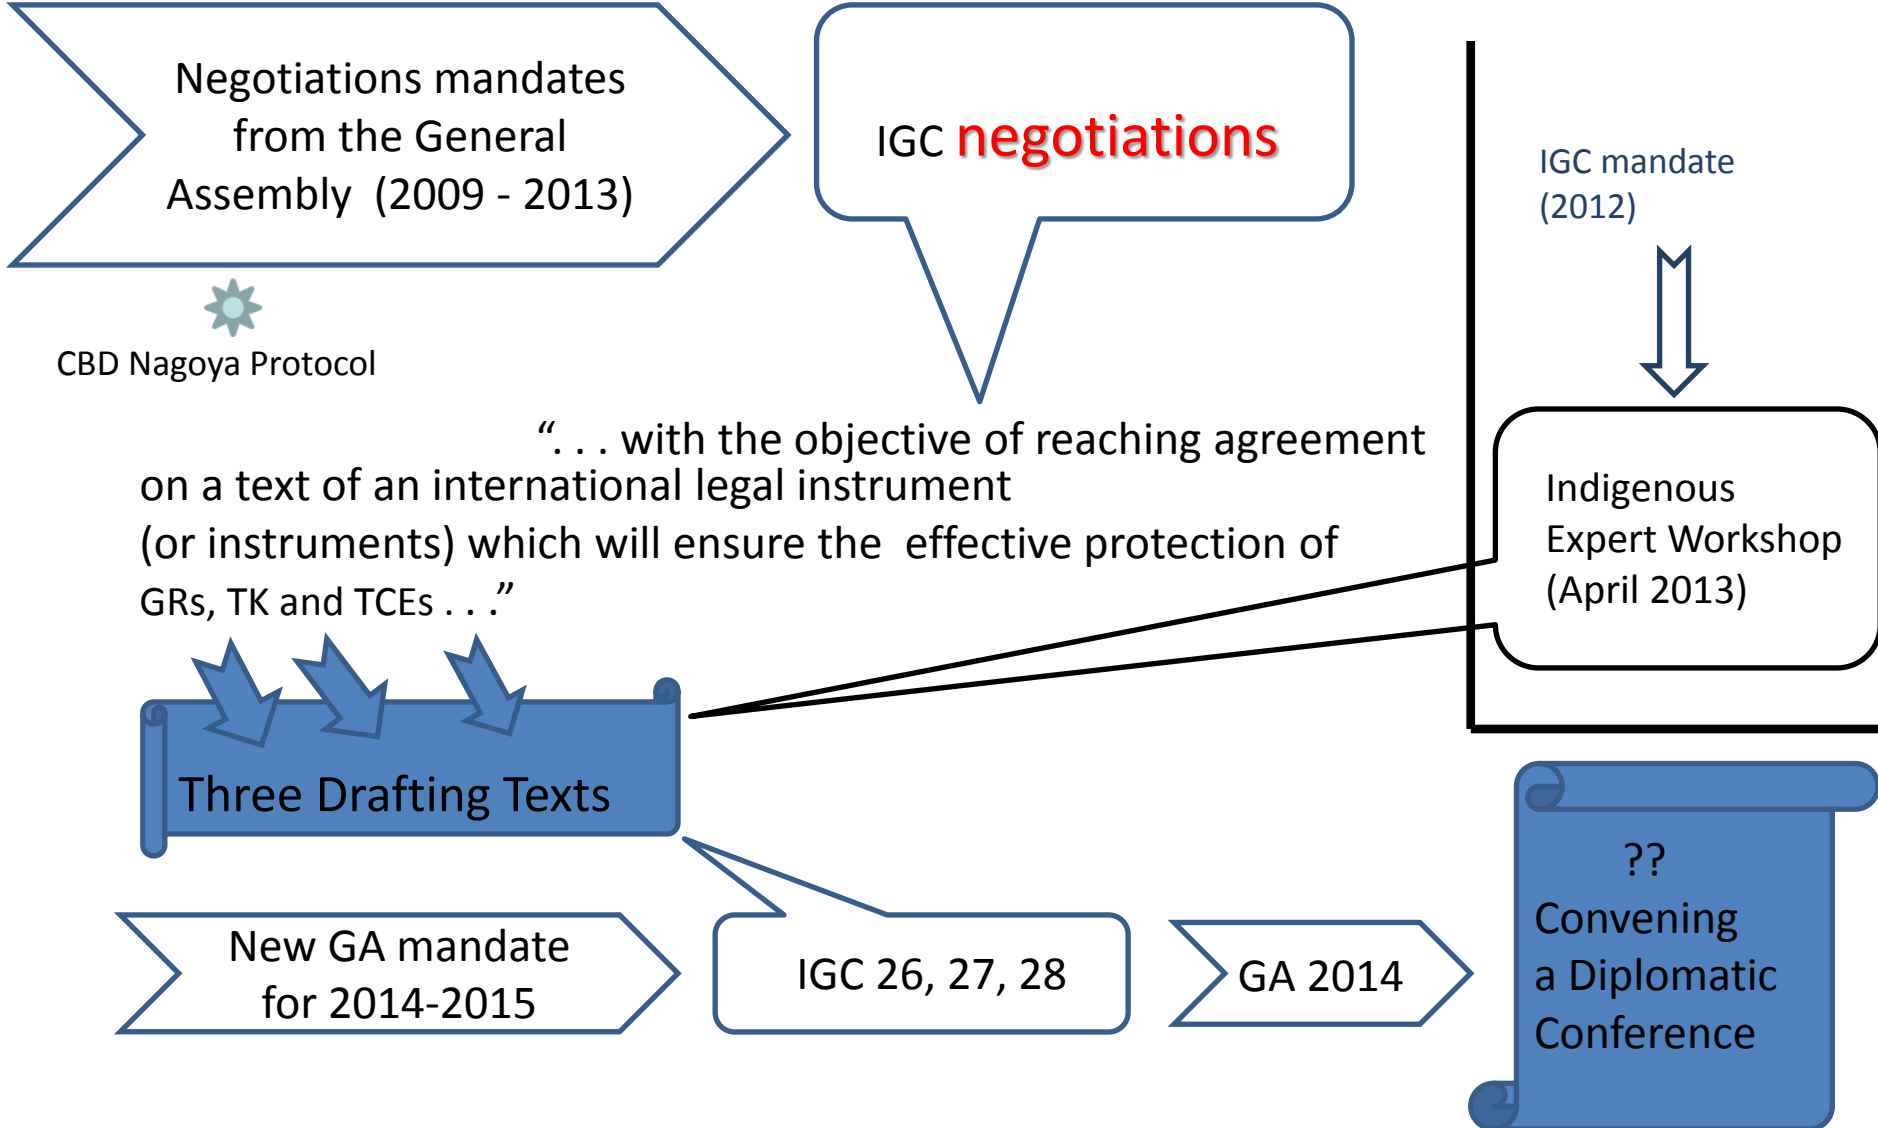 Negotiations mandates
from the General
Assembly (2009 - 2013)
IGC negotiations
IGC mandate
(2012)
CBD Nagoya Protocol
“. . . with the objective of reaching agreement
on a text of an international legal instrument
(or instruments) which will ensure the effective protection of
GRs, TK and TCEs . . .”
Indigenous
Expert Workshop
(April 2013)
Three Drafting Texts
New GA mandate
for 2014-2015
IGC 26, 27, 28
GA 2014
??
Convening
a Diplomatic
Conference